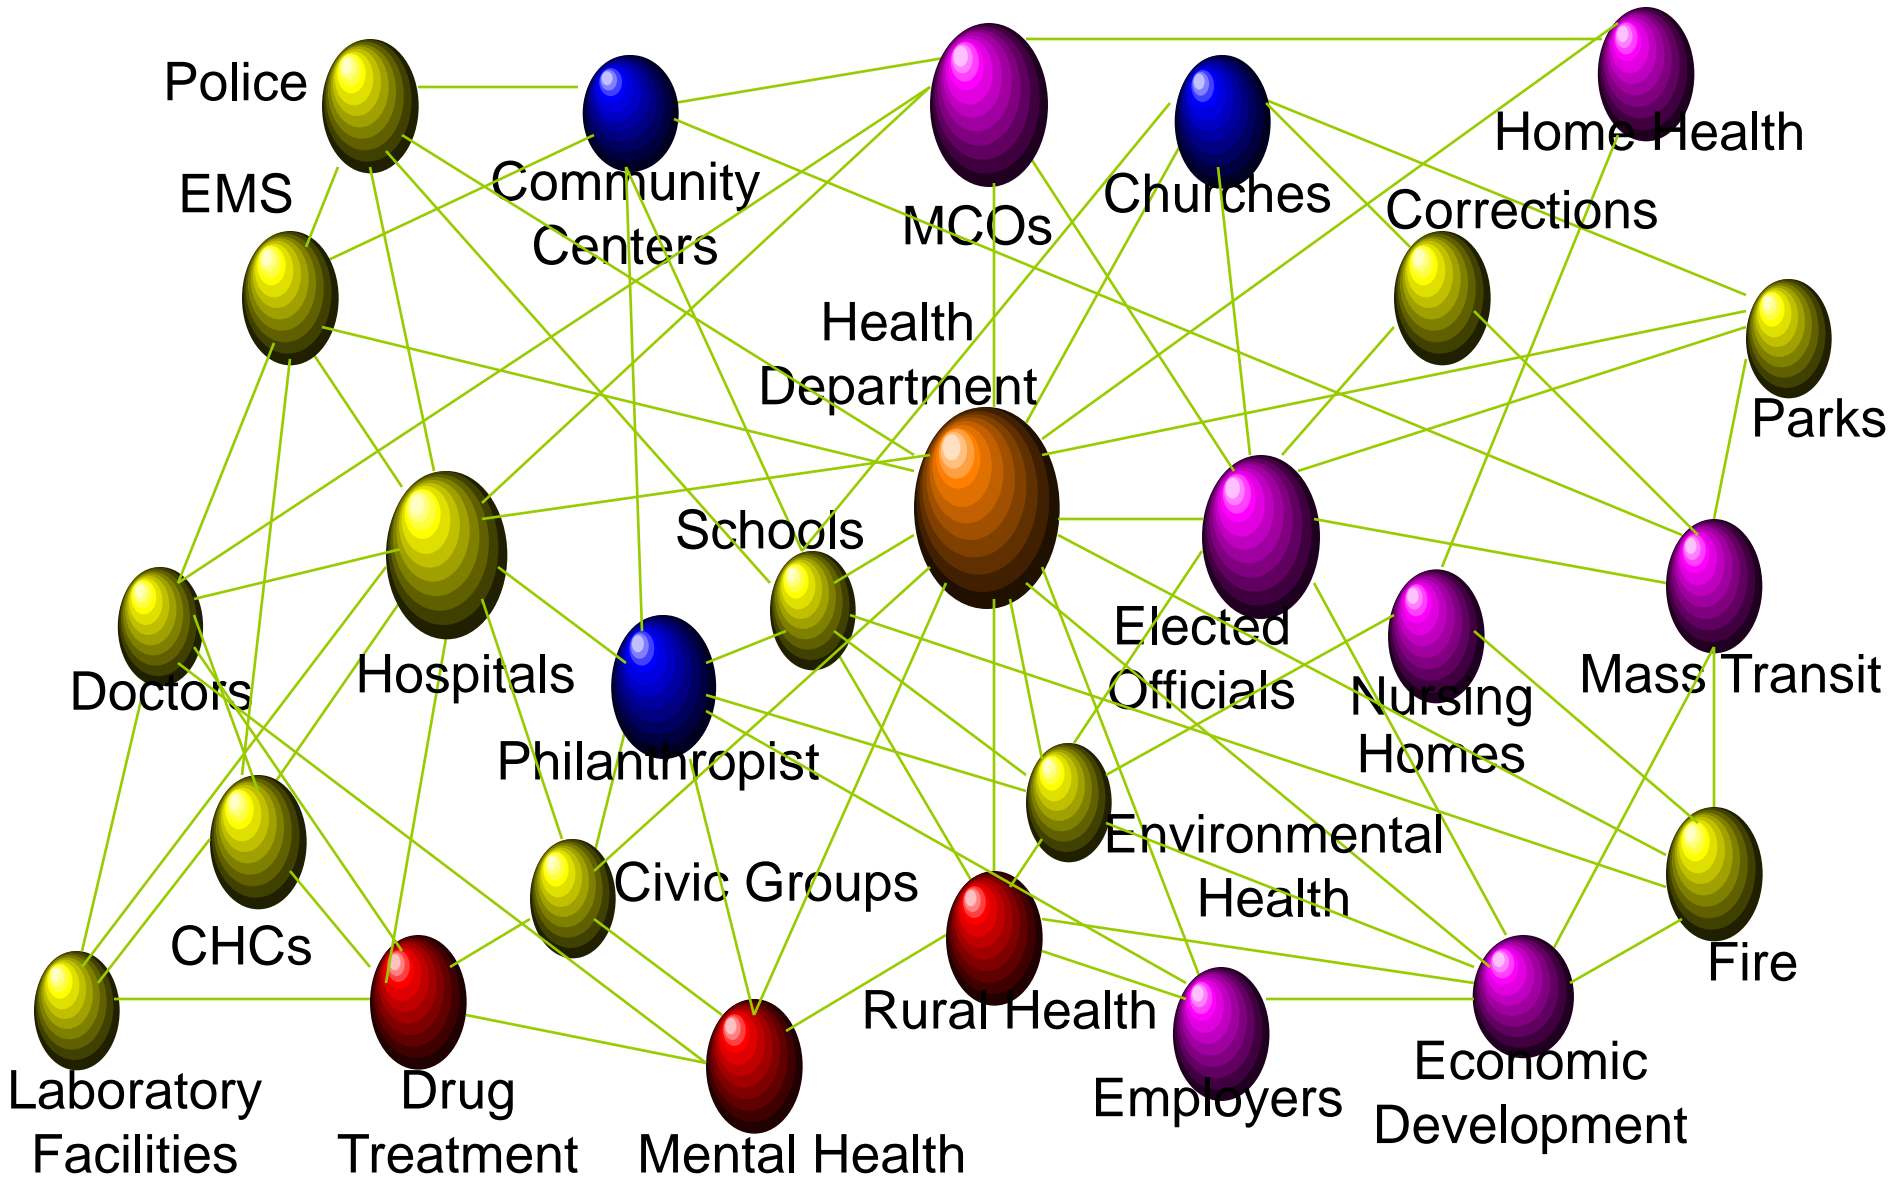 Police
Community
Centers
MCOs
Churches
Home Health
EMS
Corrections
Health
Department
Parks
Schools
Doctors
Hospitals
Philanthropist
Elected
Officials
Nursing
Homes
Mass Transit
CHCs
Civic Groups
Environmental
Health
Fire
Laboratory
Facilities
Drug
Treatment
Mental Health
Rural Health
Employers
Economic
Development